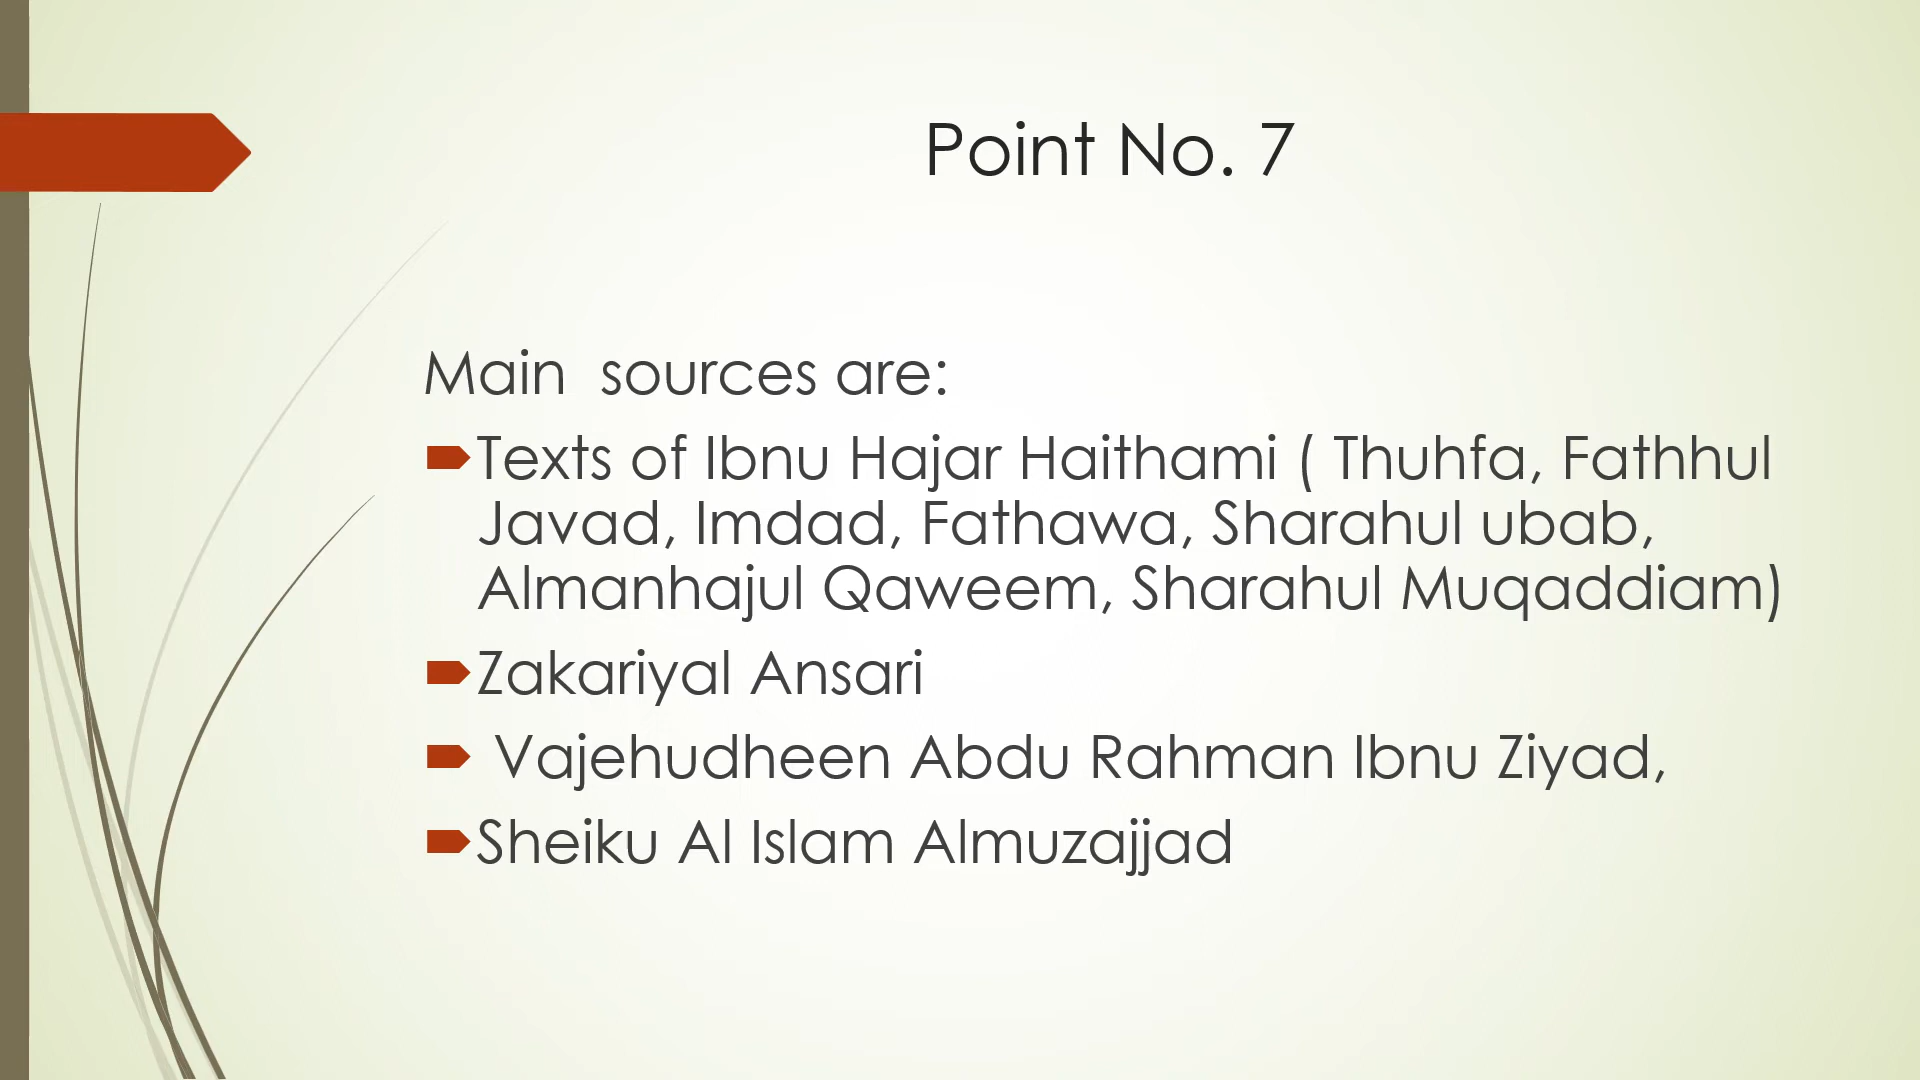 Point No. 7
Main  sources are:
Texts of Ibnu Hajar Haithami ( Thuhfa, Fathhul
Javad, Imdad, Fathawa, Sharahul ubab,
Almanhajul Qaweem, Sharahul Muqaddiam)
Zakariyal Ansari
Vajehudheen Abdu Rahman Ibnu Ziyad,
Sheiku Al Islam Almuzajjad